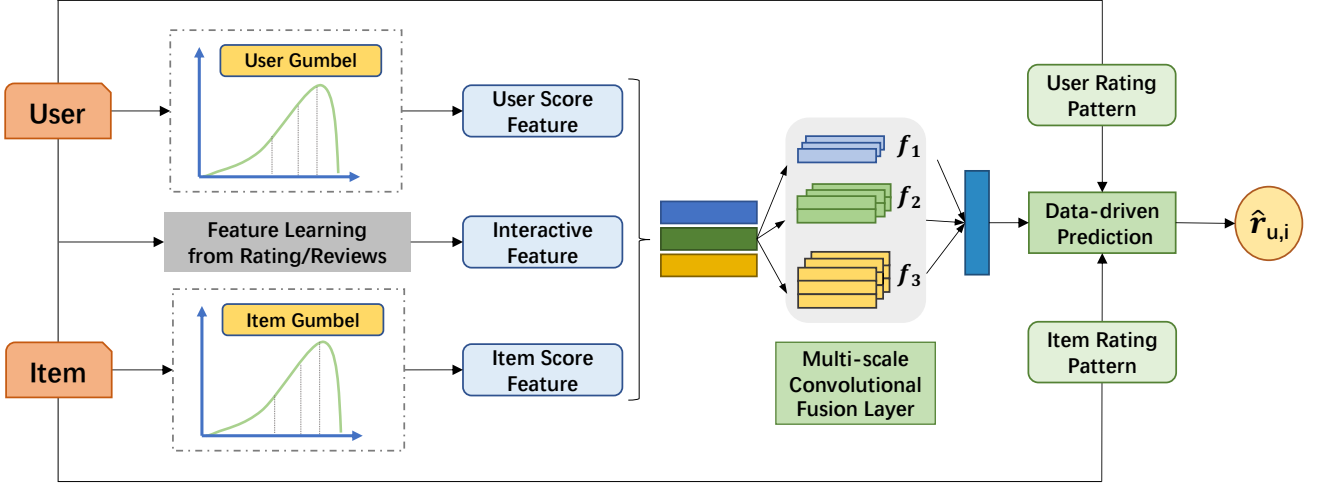 User
User Gumbel
User Score
Feature
Feature Learning
from Rating/Reviews
Interactive
Feature
Item
Item Gumbel
Item Score
Feature
f₁
f₂
f₃
Multi-scale
Convolutional
Fusion Layer
User Rating
Pattern
Data-driven
Prediction
Item Rating
Pattern
r̂u,i